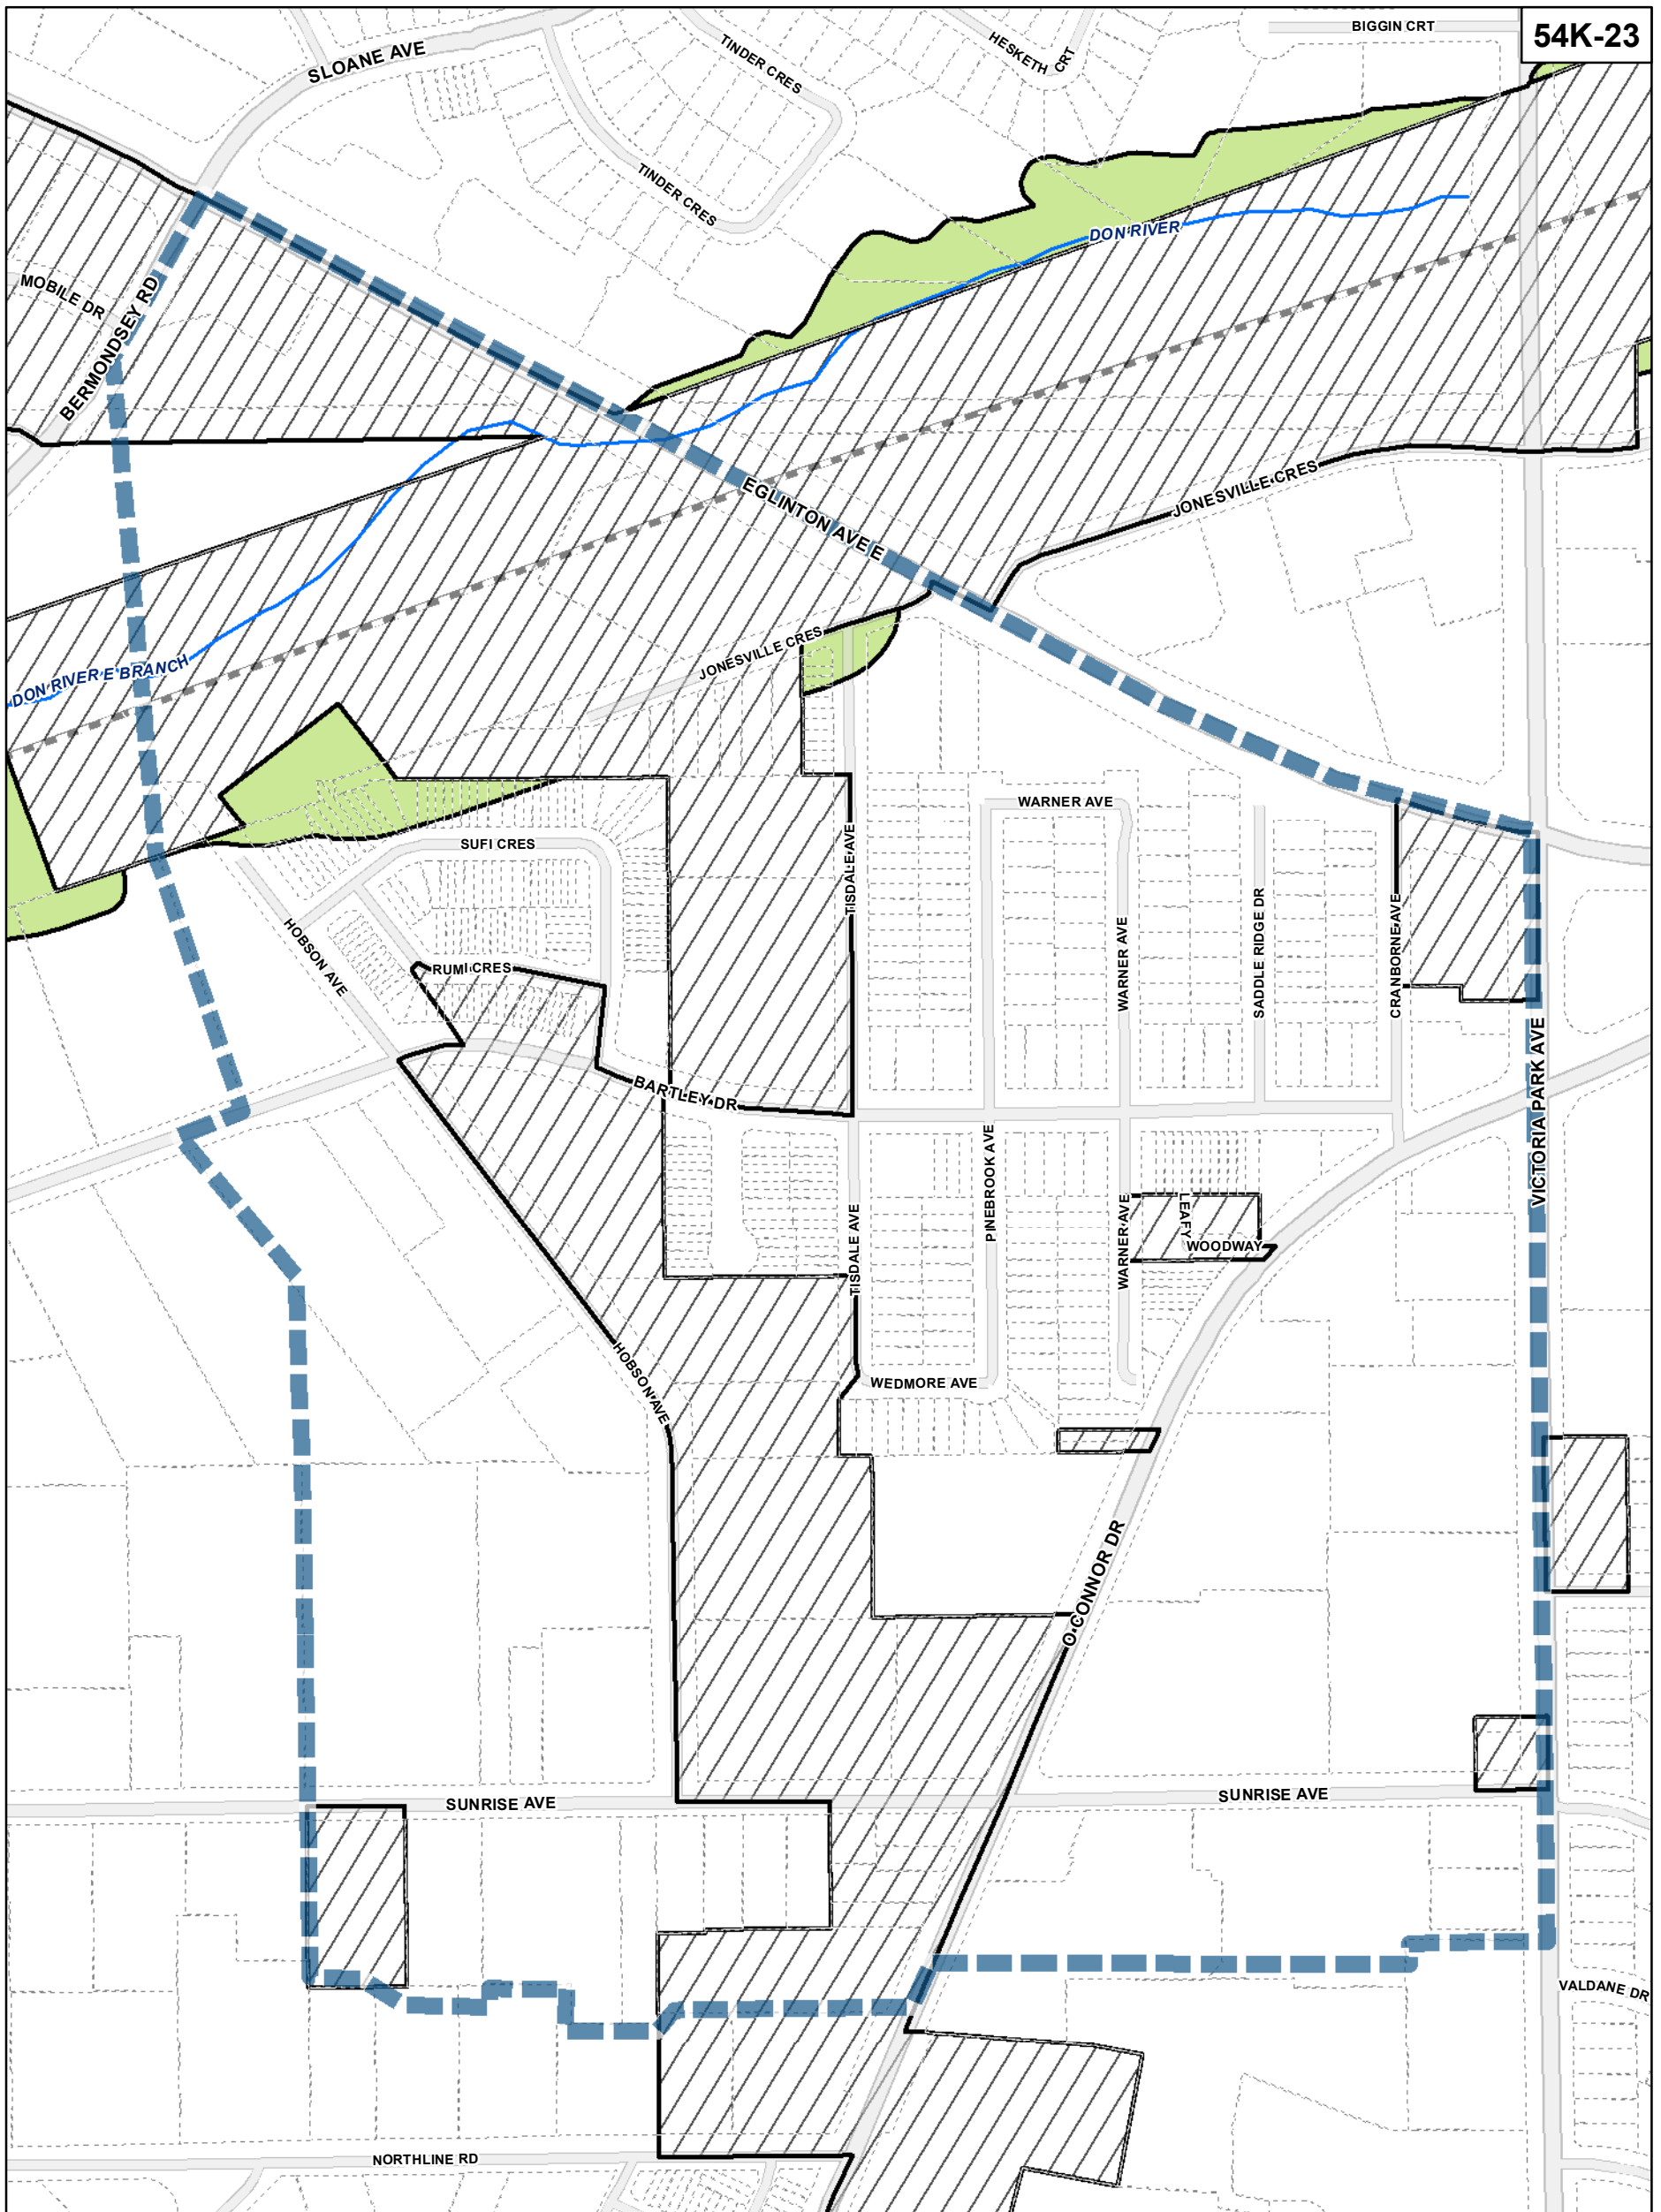 54K-23
BIGGIN CRT
SLOANE AVE
TINDER CRES
HESKETH CRT
TINDER CRES
DON RIVER
MOBILE DR
BERMONDSEY RD
EGLINTON AVE E
JONESVILLE CRES
JONESVILLE CRES
DON RIVER E BRANCH
WARNER AVE
SUFI CRES
TISDALE AVE
WARNER AVE
SADDLE RIDGE DR
CRANBORNE AVE
HOBSON AVE
RUMI CRES
BARTLEY DR
VICTORIA PARK AVE
PINEBROOK AVE
TISDALE AVE
WARNER AVE
LEAFY
WOODWAY
HOBSON AVE
WEDMORE AVE
O CONNOR DR
SUNRISE AVE
SUNRISE AVE
VALDANE DR
NORTHLINE RD